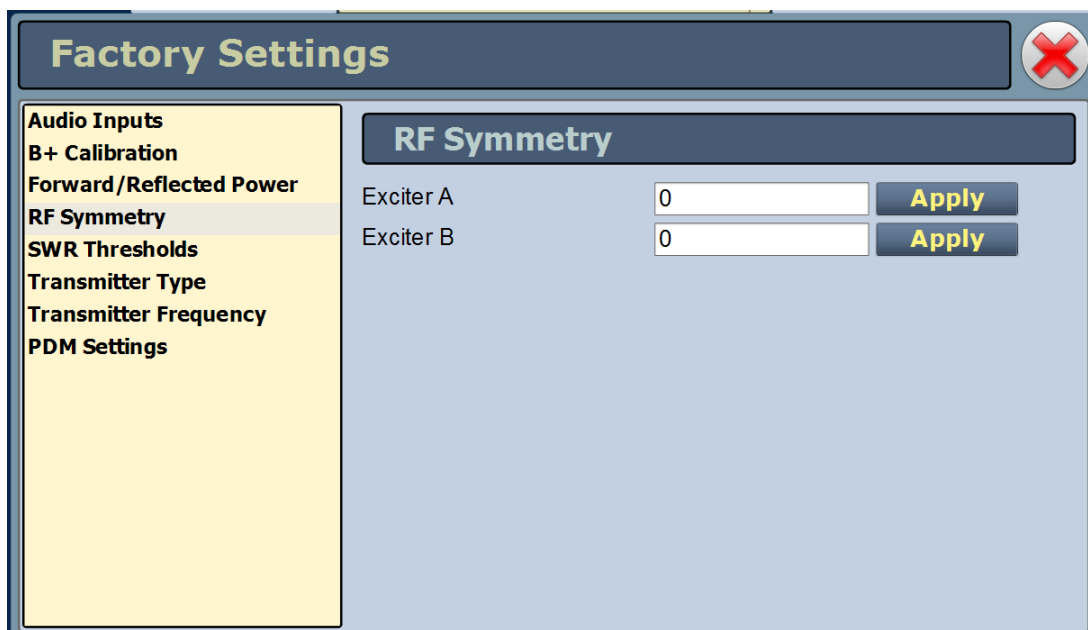 Factory Settings
Audio Inputs
B+ Calibration
Forward/Reflected Power
RF Symmetry
SWR Thresholds
Transmitter Type
Transmitter Frequency
PDM Settings
RF Symmetry
Exciter A 0 Apply
Exciter B 0 Apply